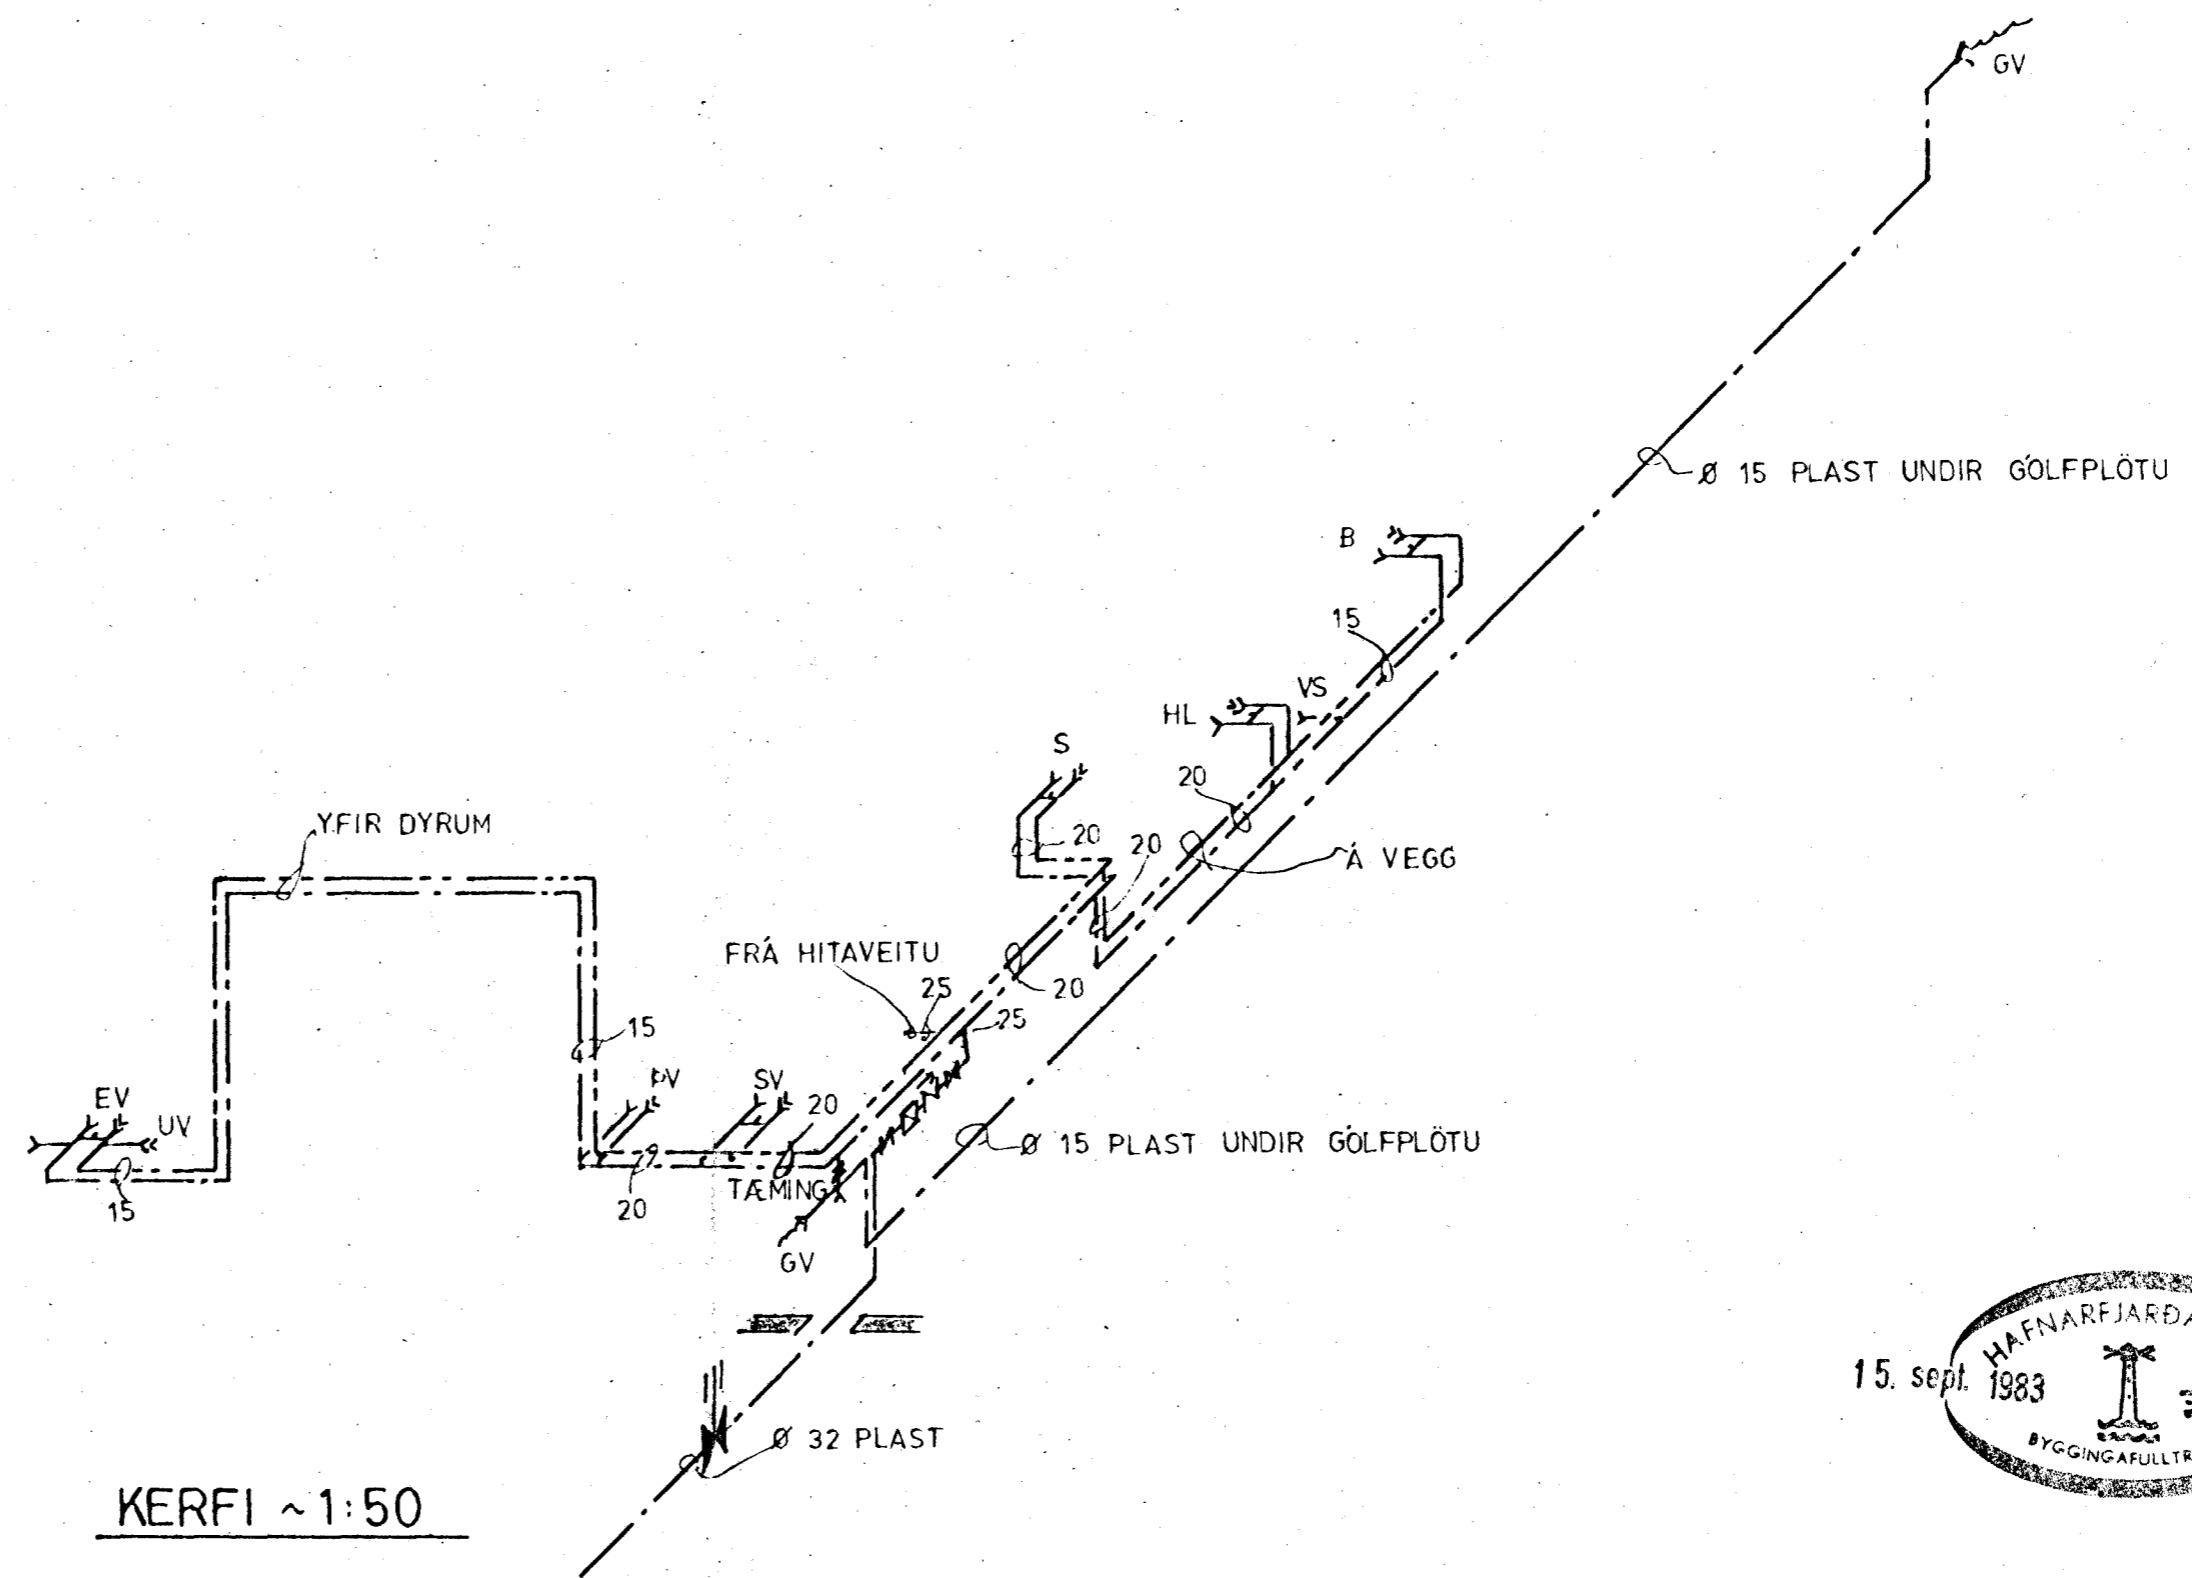 GV
Ø 15 PLAST UNDIR GÓLFPLÖTU
B
15
VS
HL
S
20
YFIR DYRUM
20
20
Á VEGG
FRÁ HITAVEITU
25
20
25
15
EV
ÞV
SV
20
UV
Ø 15 PLAST UNDIR GÓLFPLÖTU
TÆMING
15
20
GV
HAFNARFJARÐA
15. sept. 1983
Ø 32 PLAST
BYGGINGAFULLTR
KERFI ~ 1:50